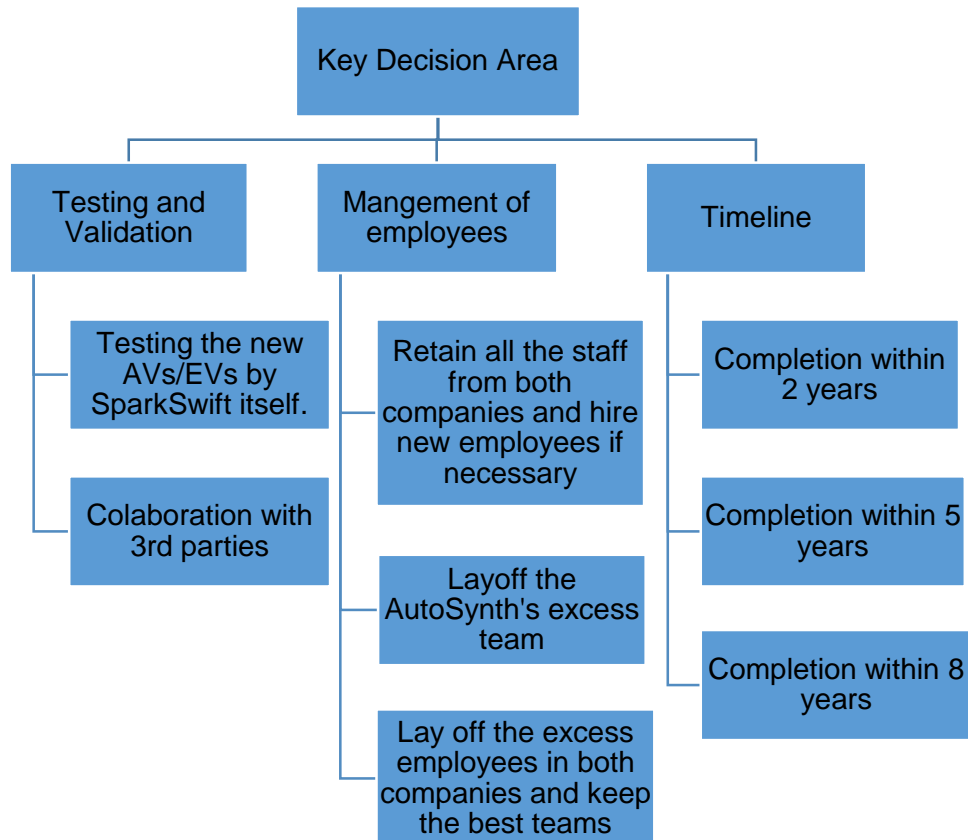 Key Decision Area
Testing and
Validation
Mangement of
employees
Timeline
Testing the new
AVs/EVs by
SparkSwift itself.
Colaboration with
3rd parties
Retain all the staff
from both
companies and hire
new employees if
necessary
Layoff the
AutoSynth's excess
team
Lay off the excess
employees in both
companies and keep
the best teams
Completion within
2 years
Completion within 5
years
Completion within 8
years